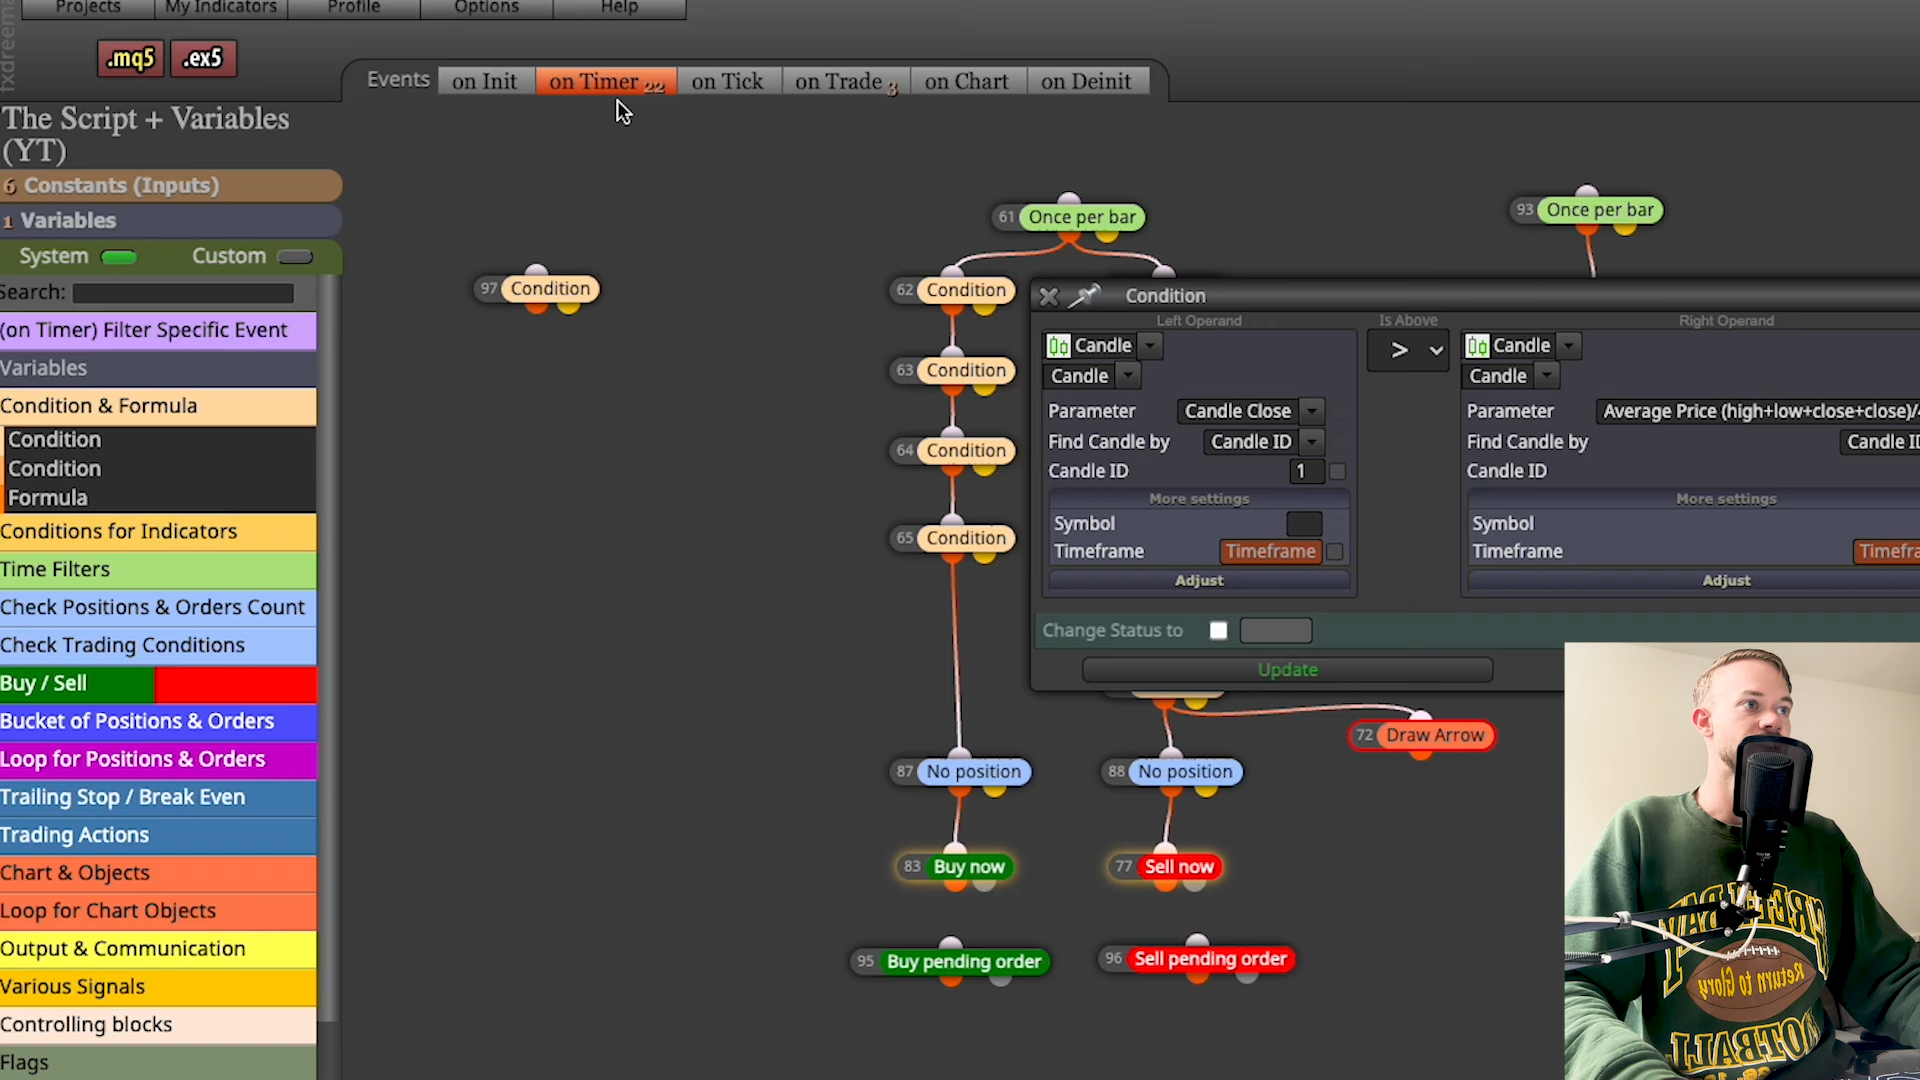 Projects
My Indicators
Profile
Options
Help
fxdreema
.mq5
.ex5
Events
on Init
on Timer 22
on Tick
on Trade 3
on Chart
on Deinit
The Script + Variables
(YT)
6 Constants (Inputs)
1 Variables
System
Custom
Search:
(on Timer) Filter Specific Event
Variables
Condition & Formula
Condition
Condition
Formula
Conditions for Indicators
Time Filters
Check Positions & Orders Count
Check Trading Conditions
Buy / Sell
Bucket of Positions & Orders
Loop for Positions & Orders
Trailing Stop / Break Even
Trading Actions
Chart & Objects
Loop for Chart Objects
Output & Communication
Various Signals
Controlling blocks
Flags
97 Condition
61 Once per bar
93 Once per bar
62 Condition
63 Condition
64 Condition
65 Condition
87 No position
88 No position
72 Draw Arrow
83 Buy now
77 Sell now
95 Buy pending order
96 Sell pending order
Condition
Left Operand
Is Above
Right Operand
Candle
Candle
Parameter
Candle Close
Find Candle by
Candle ID
Candle ID
1
More settings
Symbol
Timeframe
Timeframe
Adjust
>
Candle
Candle
Parameter
Average Price (high+low+close+close)/4
Find Candle by
Candle ID
Candle ID
More settings
Symbol
Timeframe
Timefra
Adjust
Change Status to
Update
GREEN BAY
Return to Glory
FOOTBALL